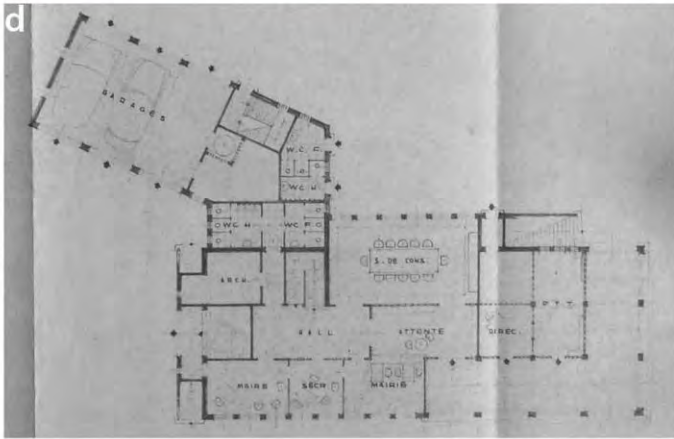 d
GARAGES
W.C. F.
W.C. H.
W.C. H
W.C. F.
S. DE CONS.
ARCH.
P.T.T.
HALL
ATTENTE
DIREC.
MAIRE
SECR
MAIRIE